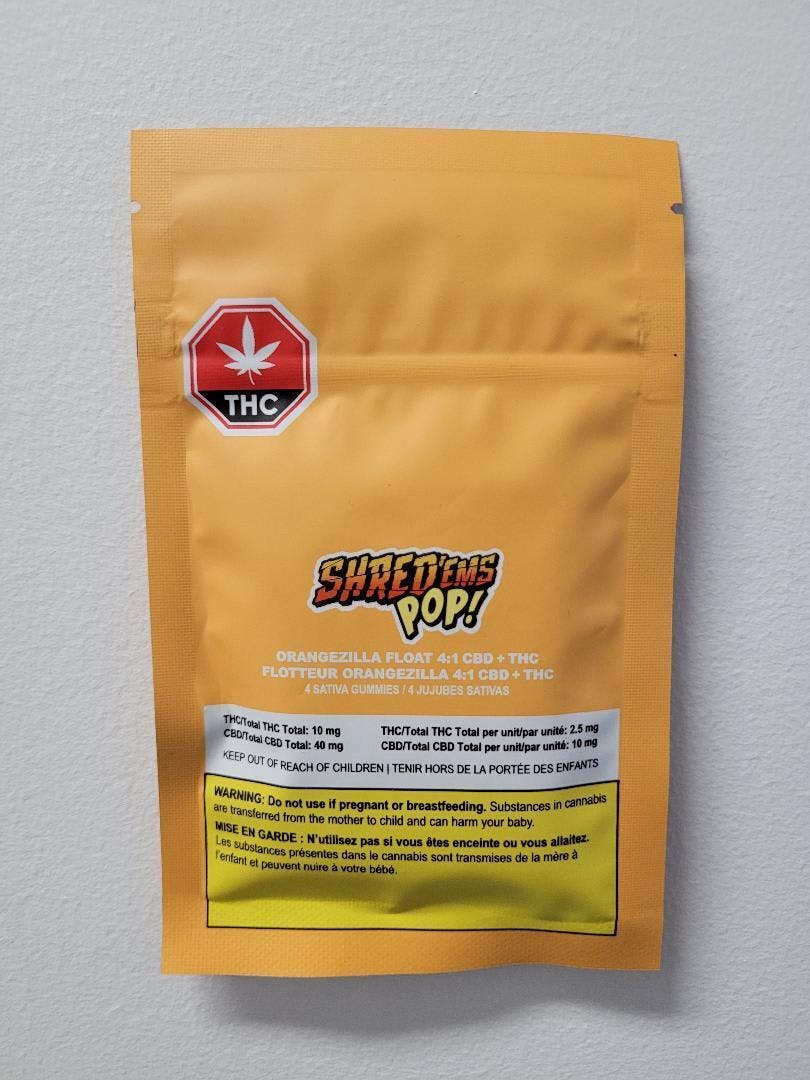 THC
SHRED'EMS
POP!
ORANGEZILLA FLOAT 4:1 CBD + THC
FLOTTEUR ORANGEZILLA 4:1 CBD + THC
4 SATIVA GUMMIES / 4 JUJUBES SATIVAS
THC/Total THC Total: 10 mg THC/Total THC Total per unit/par unité: 2.5 mg
CBD/Total CBD Total: 40 mg CBD/Total CBD Total per unit/par unité: 10 mg
KEEP OUT OF REACH OF CHILDREN | TENIR HORS DE LA PORTÉE DES ENFANTS
WARNING: Do not use if pregnant or breastfeeding. Substances in cannabis
are transferred from the mother to child and can harm your baby.
MISE EN GARDE : N'utilisez pas si vous êtes enceinte ou vous allaitez.
Les substances présentes dans le cannabis sont transmises de la mère à
l'enfant et peuvent nuire à votre bébé.